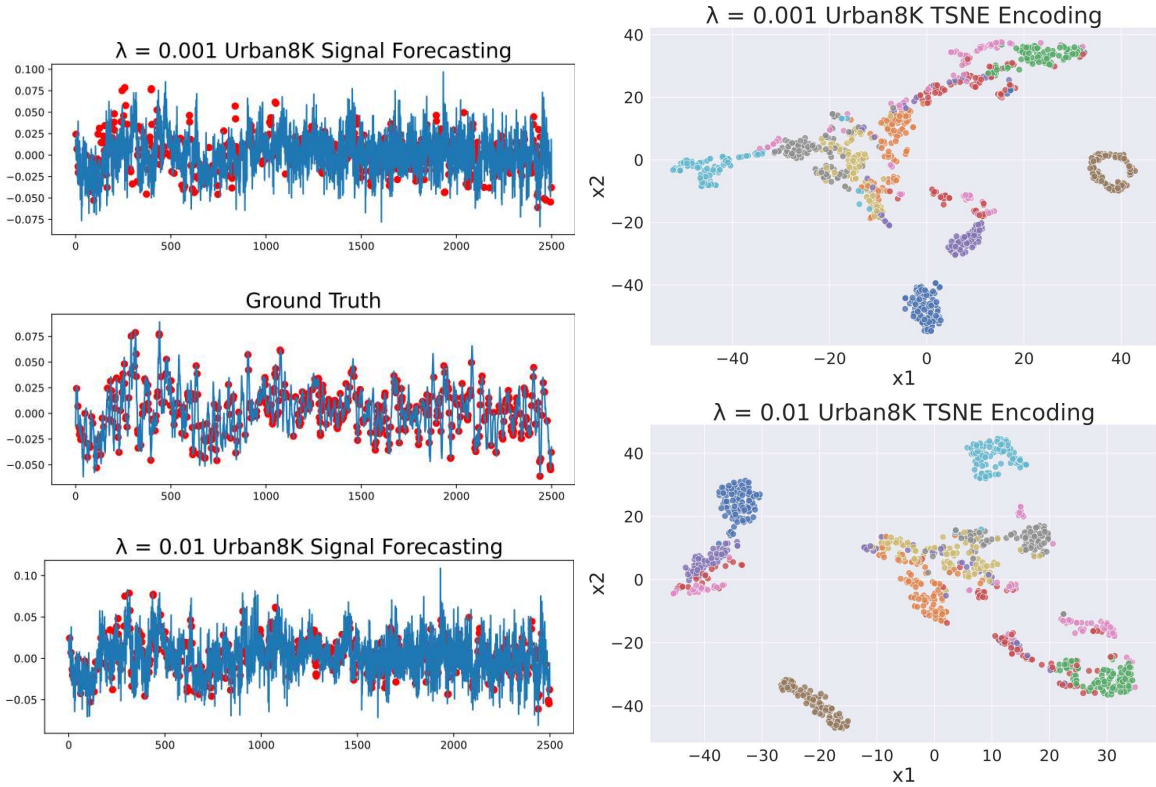 λ = 0.001 Urban8K Signal Forecasting
0.100
0.075
0.050
0.025
0.000
−0.025
−0.050
−0.075
0 500 1000 1500 2000 2500
Ground Truth
0.075
0.050
0.025
0.000
−0.025
−0.050
0 500 1000 1500 2000 2500
λ = 0.01 Urban8K Signal Forecasting
0.10
0.05
0.00
−0.05
0 500 1000 1500 2000 2500
λ = 0.001 Urban8K TSNE Encoding
40
20
0
−20
−40
x2
−40 −20 0 20 40
x1
λ = 0.01 Urban8K TSNE Encoding
40
20
0
−20
−40
x2
−40 −30 −20 −10 0 10 20 30
x1